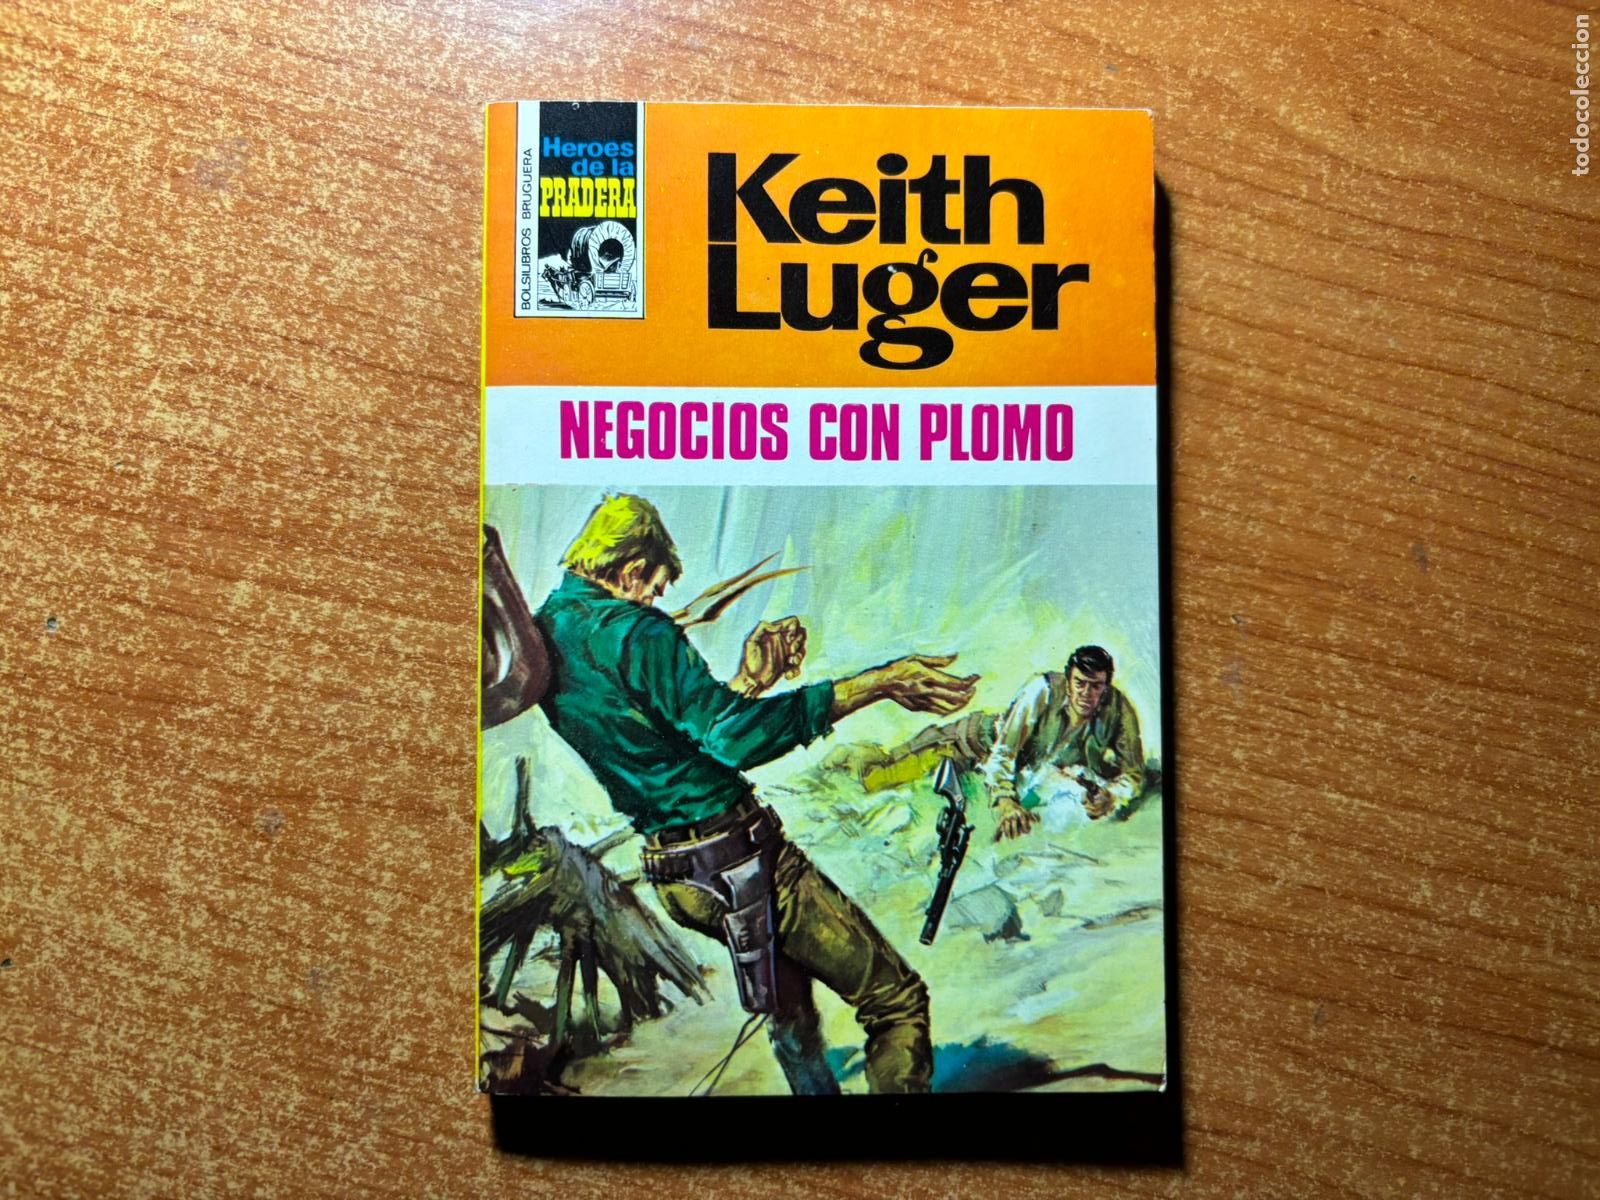 BOLSILIBROS BRUGUERA
Heroes
de la
PRADERA
Keith
Luger
NEGOCIOS CON PLOMO
todocoleccion